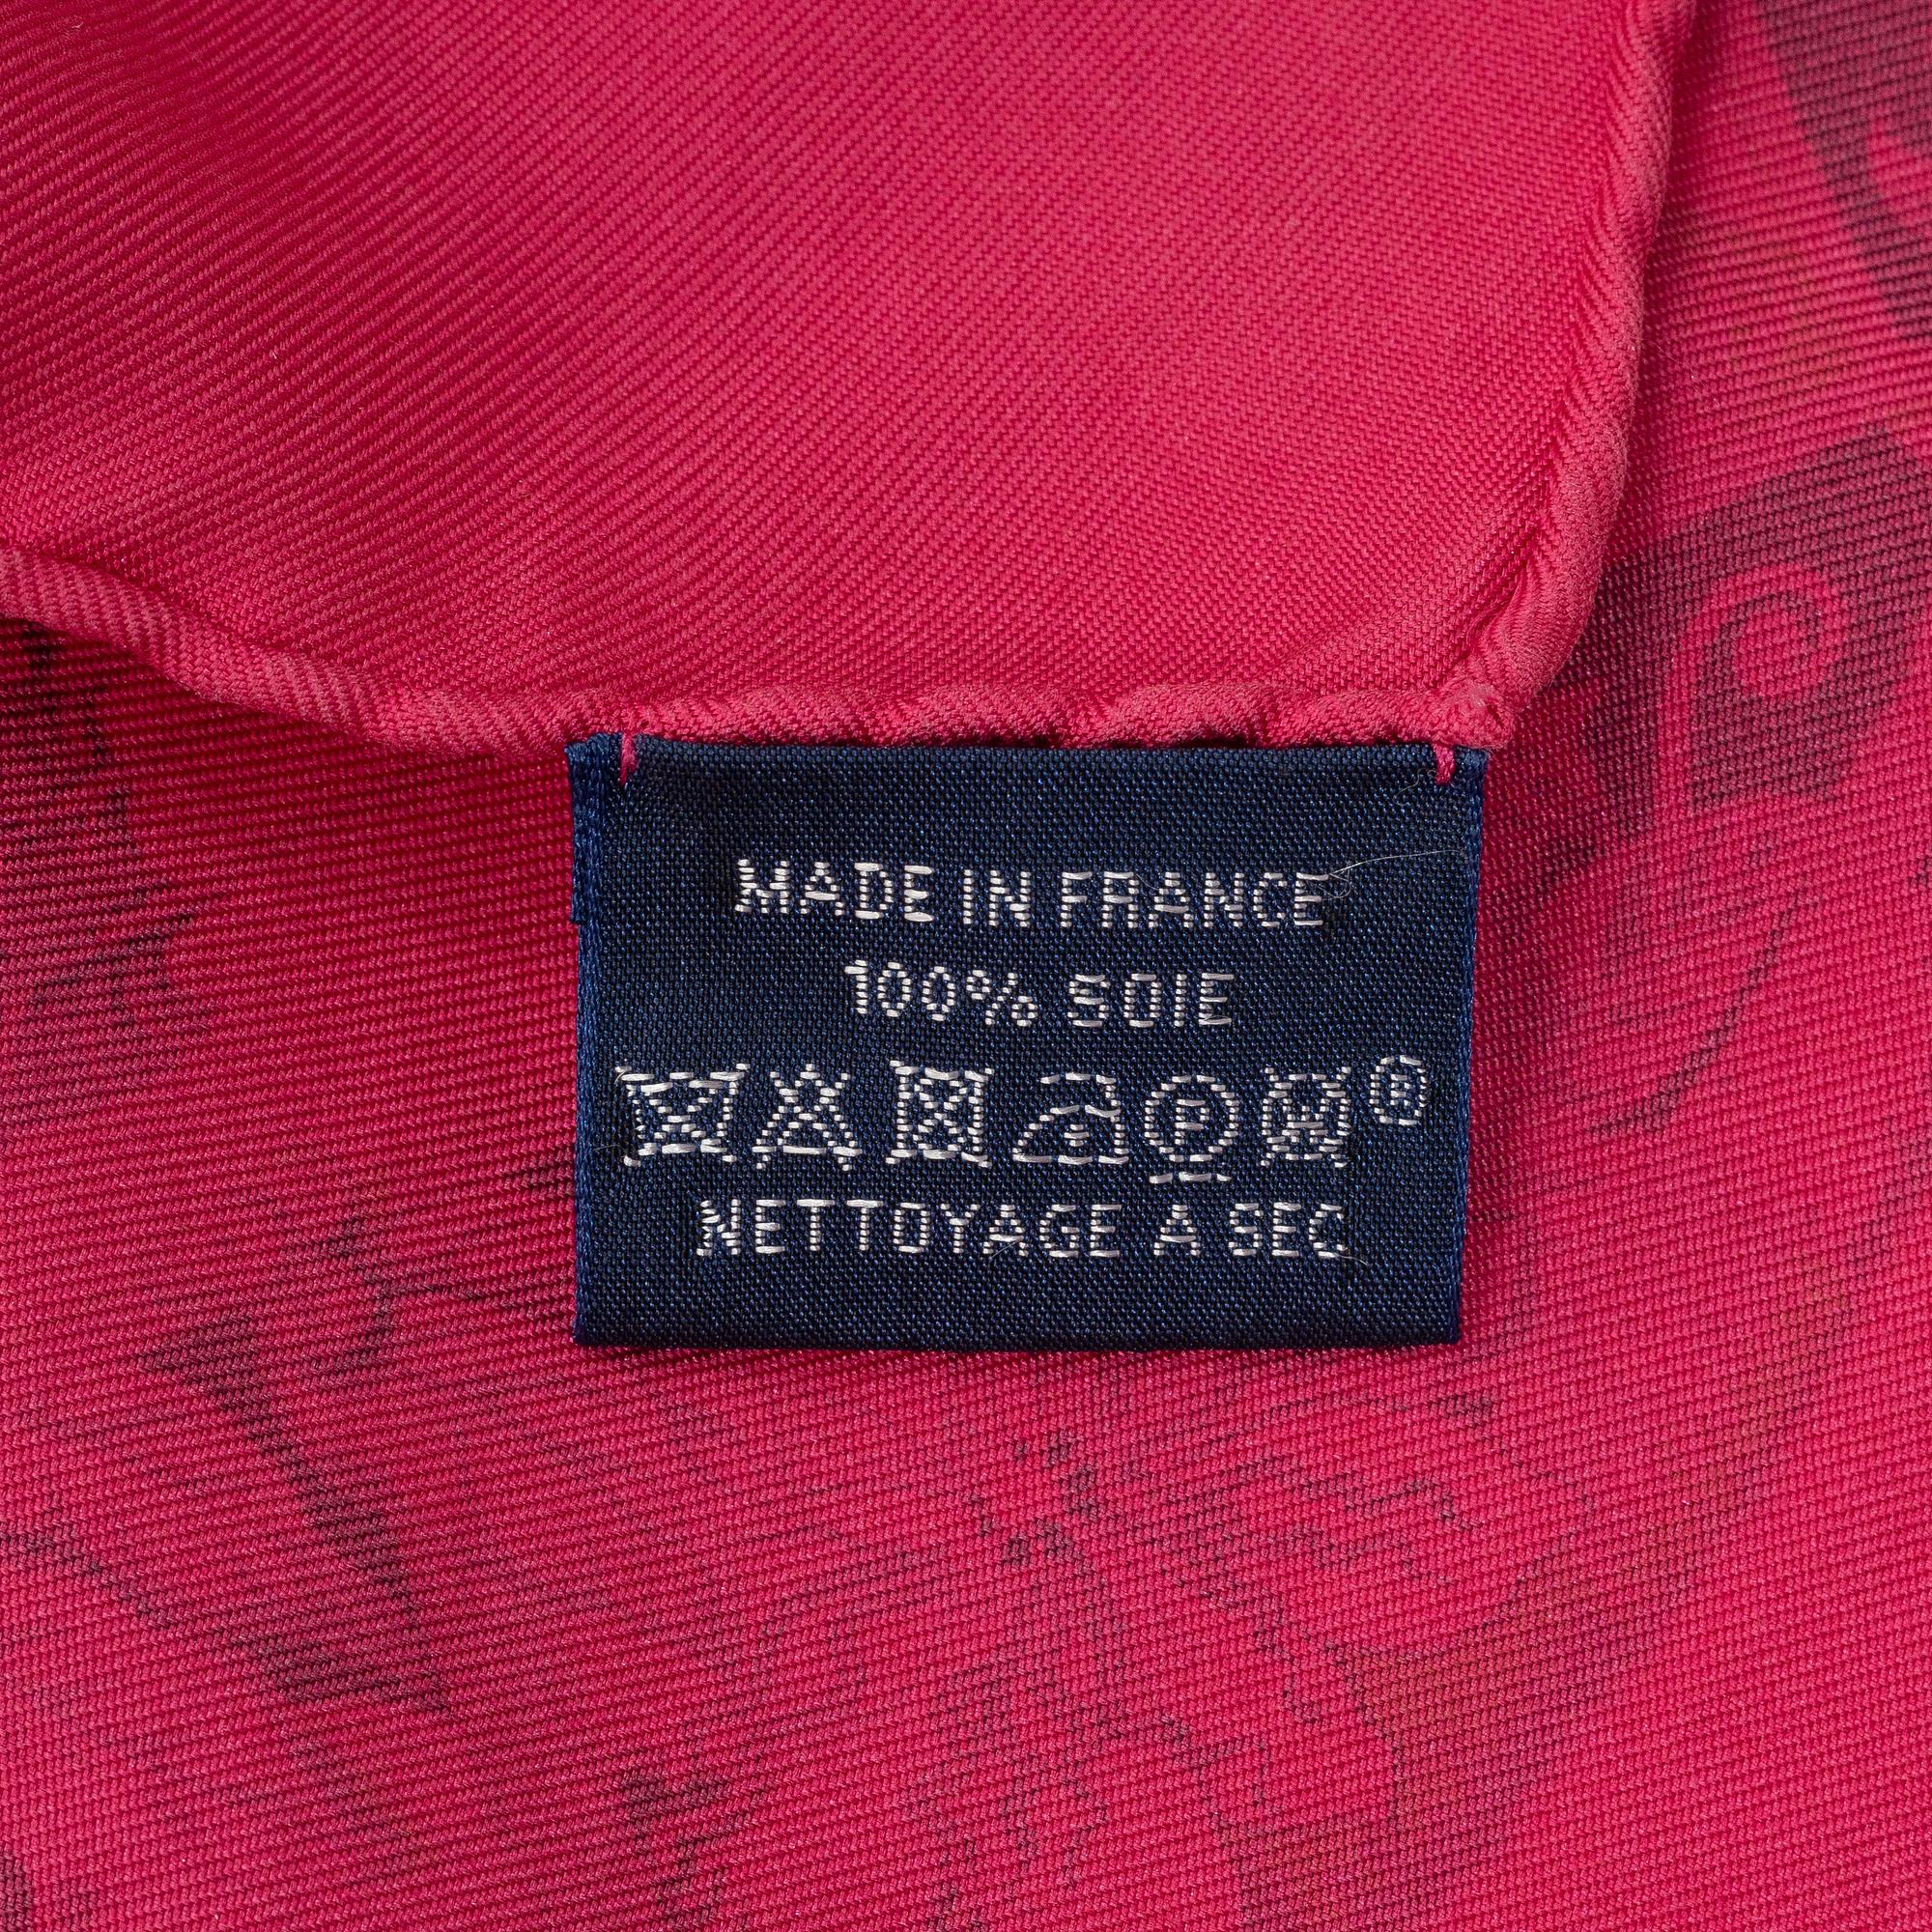 MADE IN FRANCE
100% SOIE
P W ®
NETTOYAGE A SEC